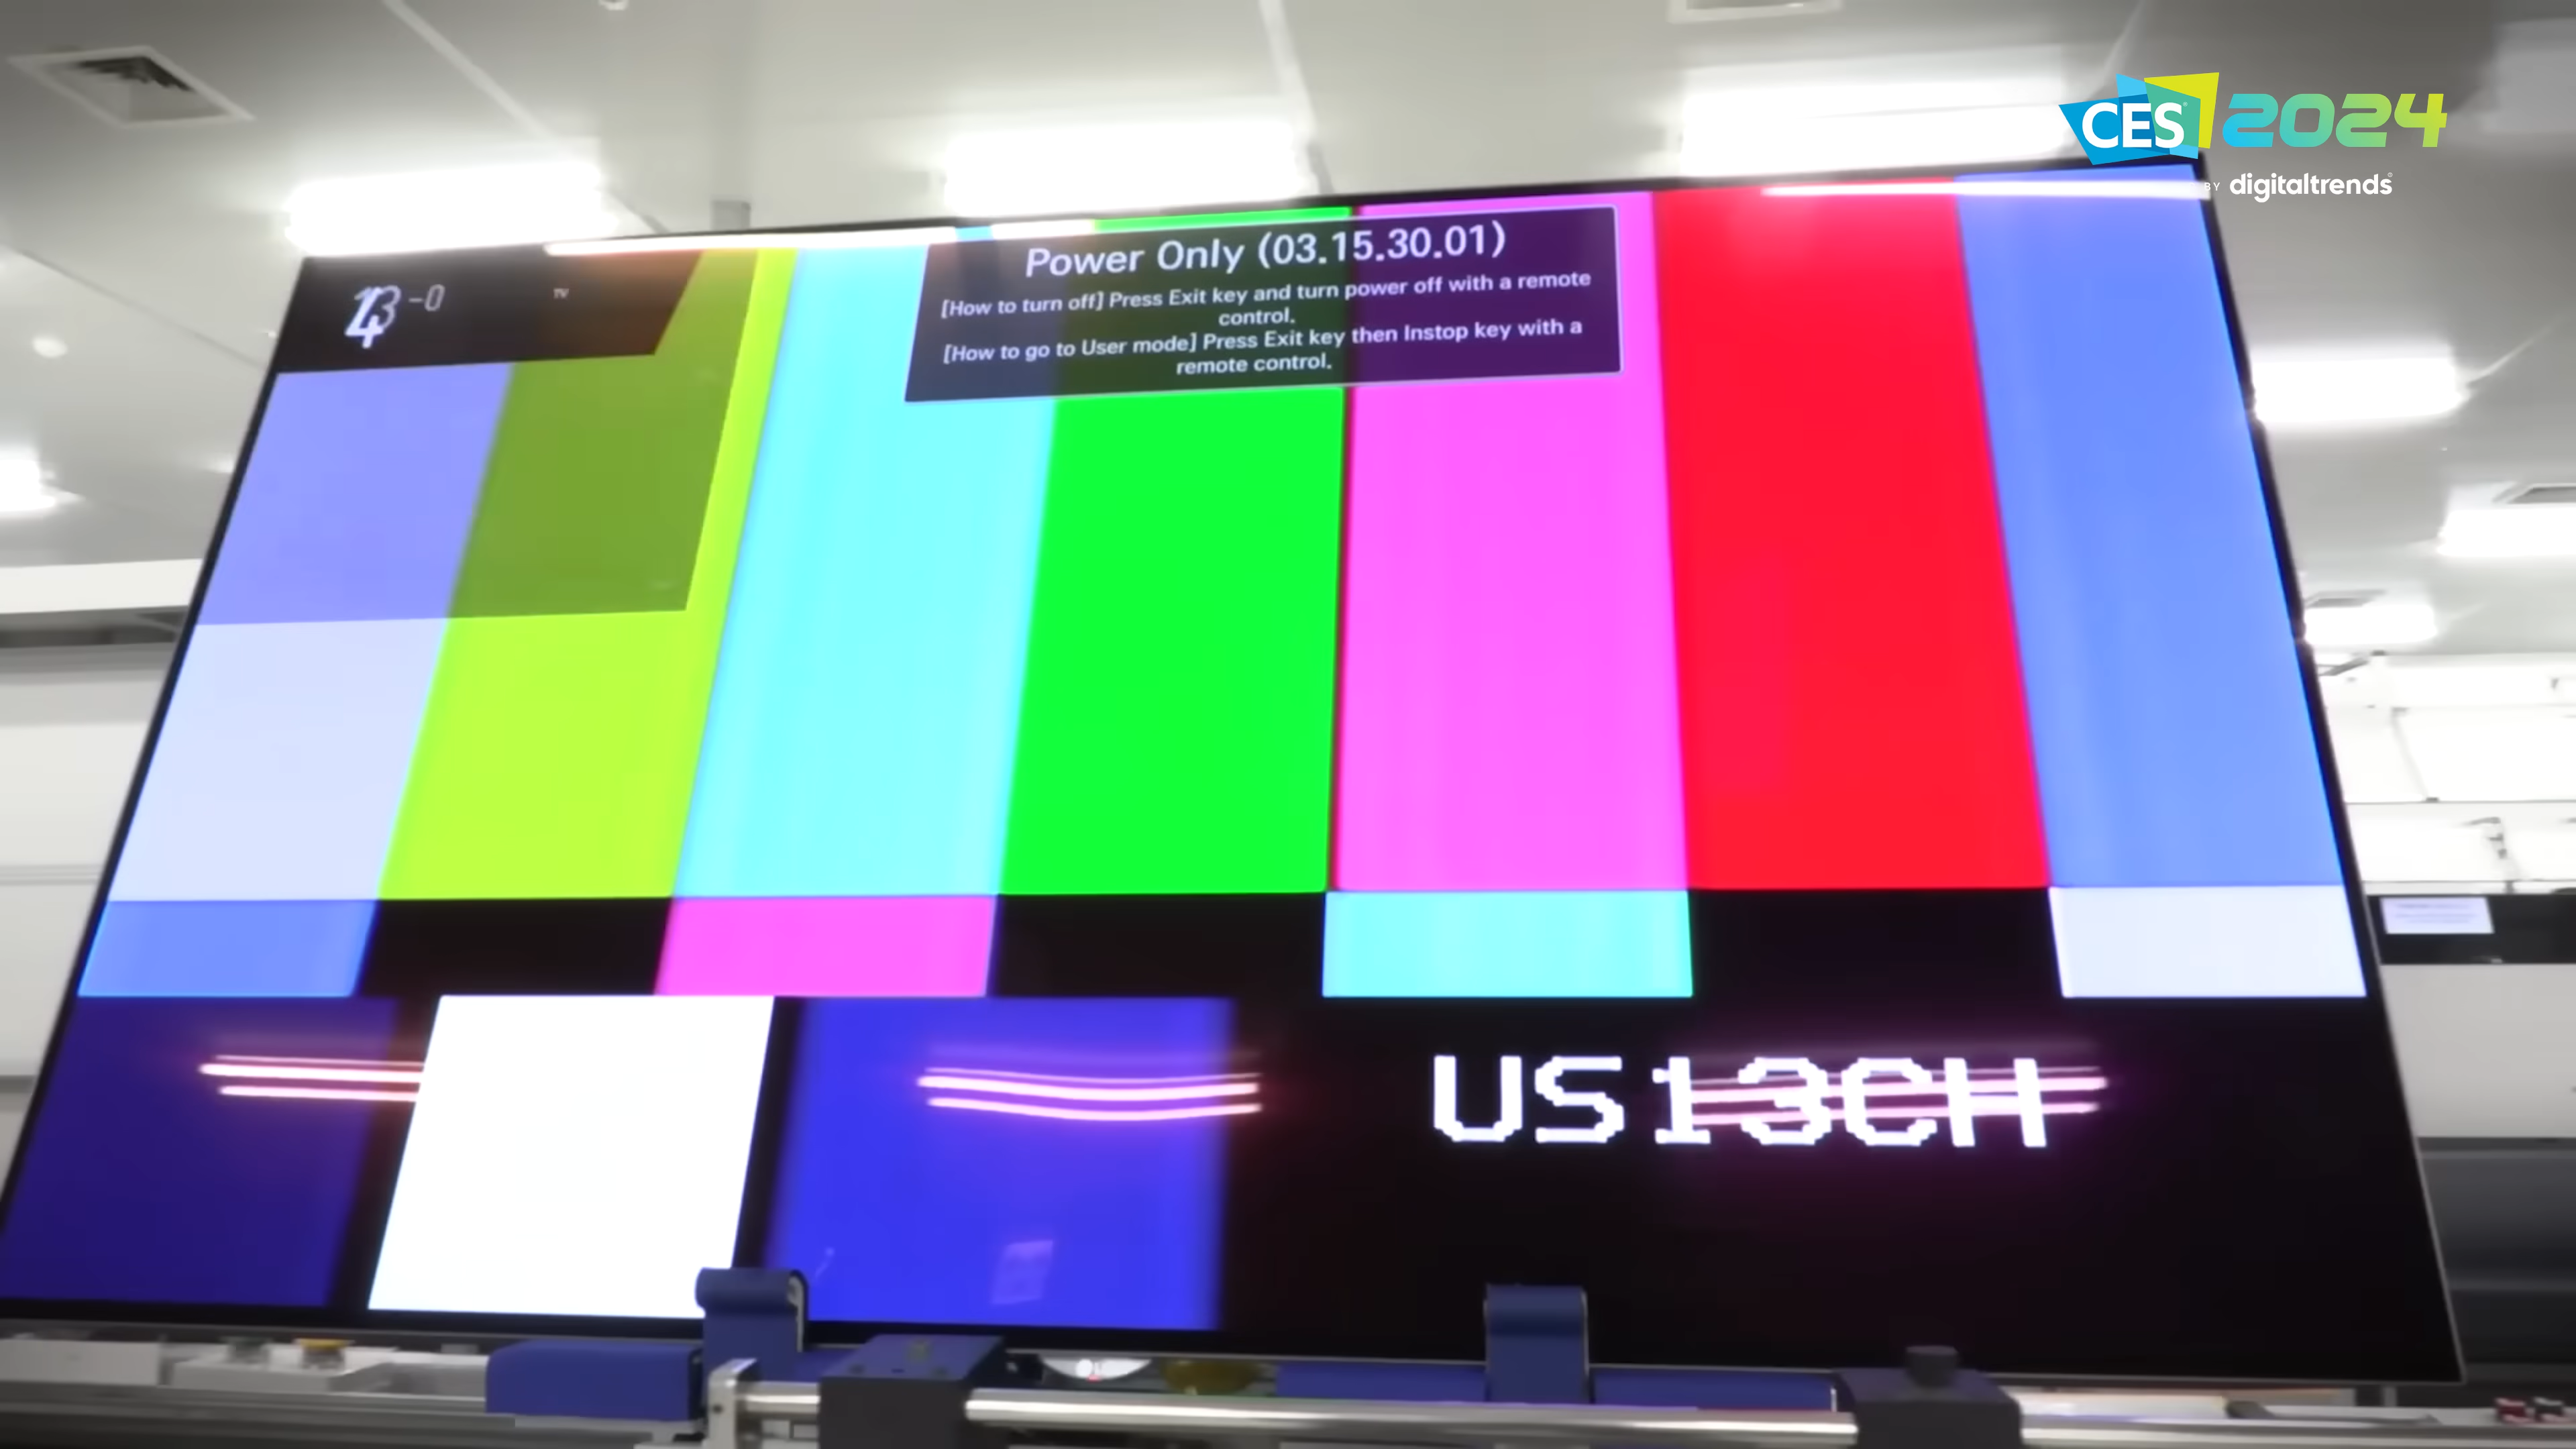 CES 2024
BY digitaltrends
Power Only (03.15.30.01)
[How to turn off] Press Exit key and turn power off with a remote
control.
[How to go to User mode] Press Exit key then Instop key with a
remote control.
-0
TV
US13CH